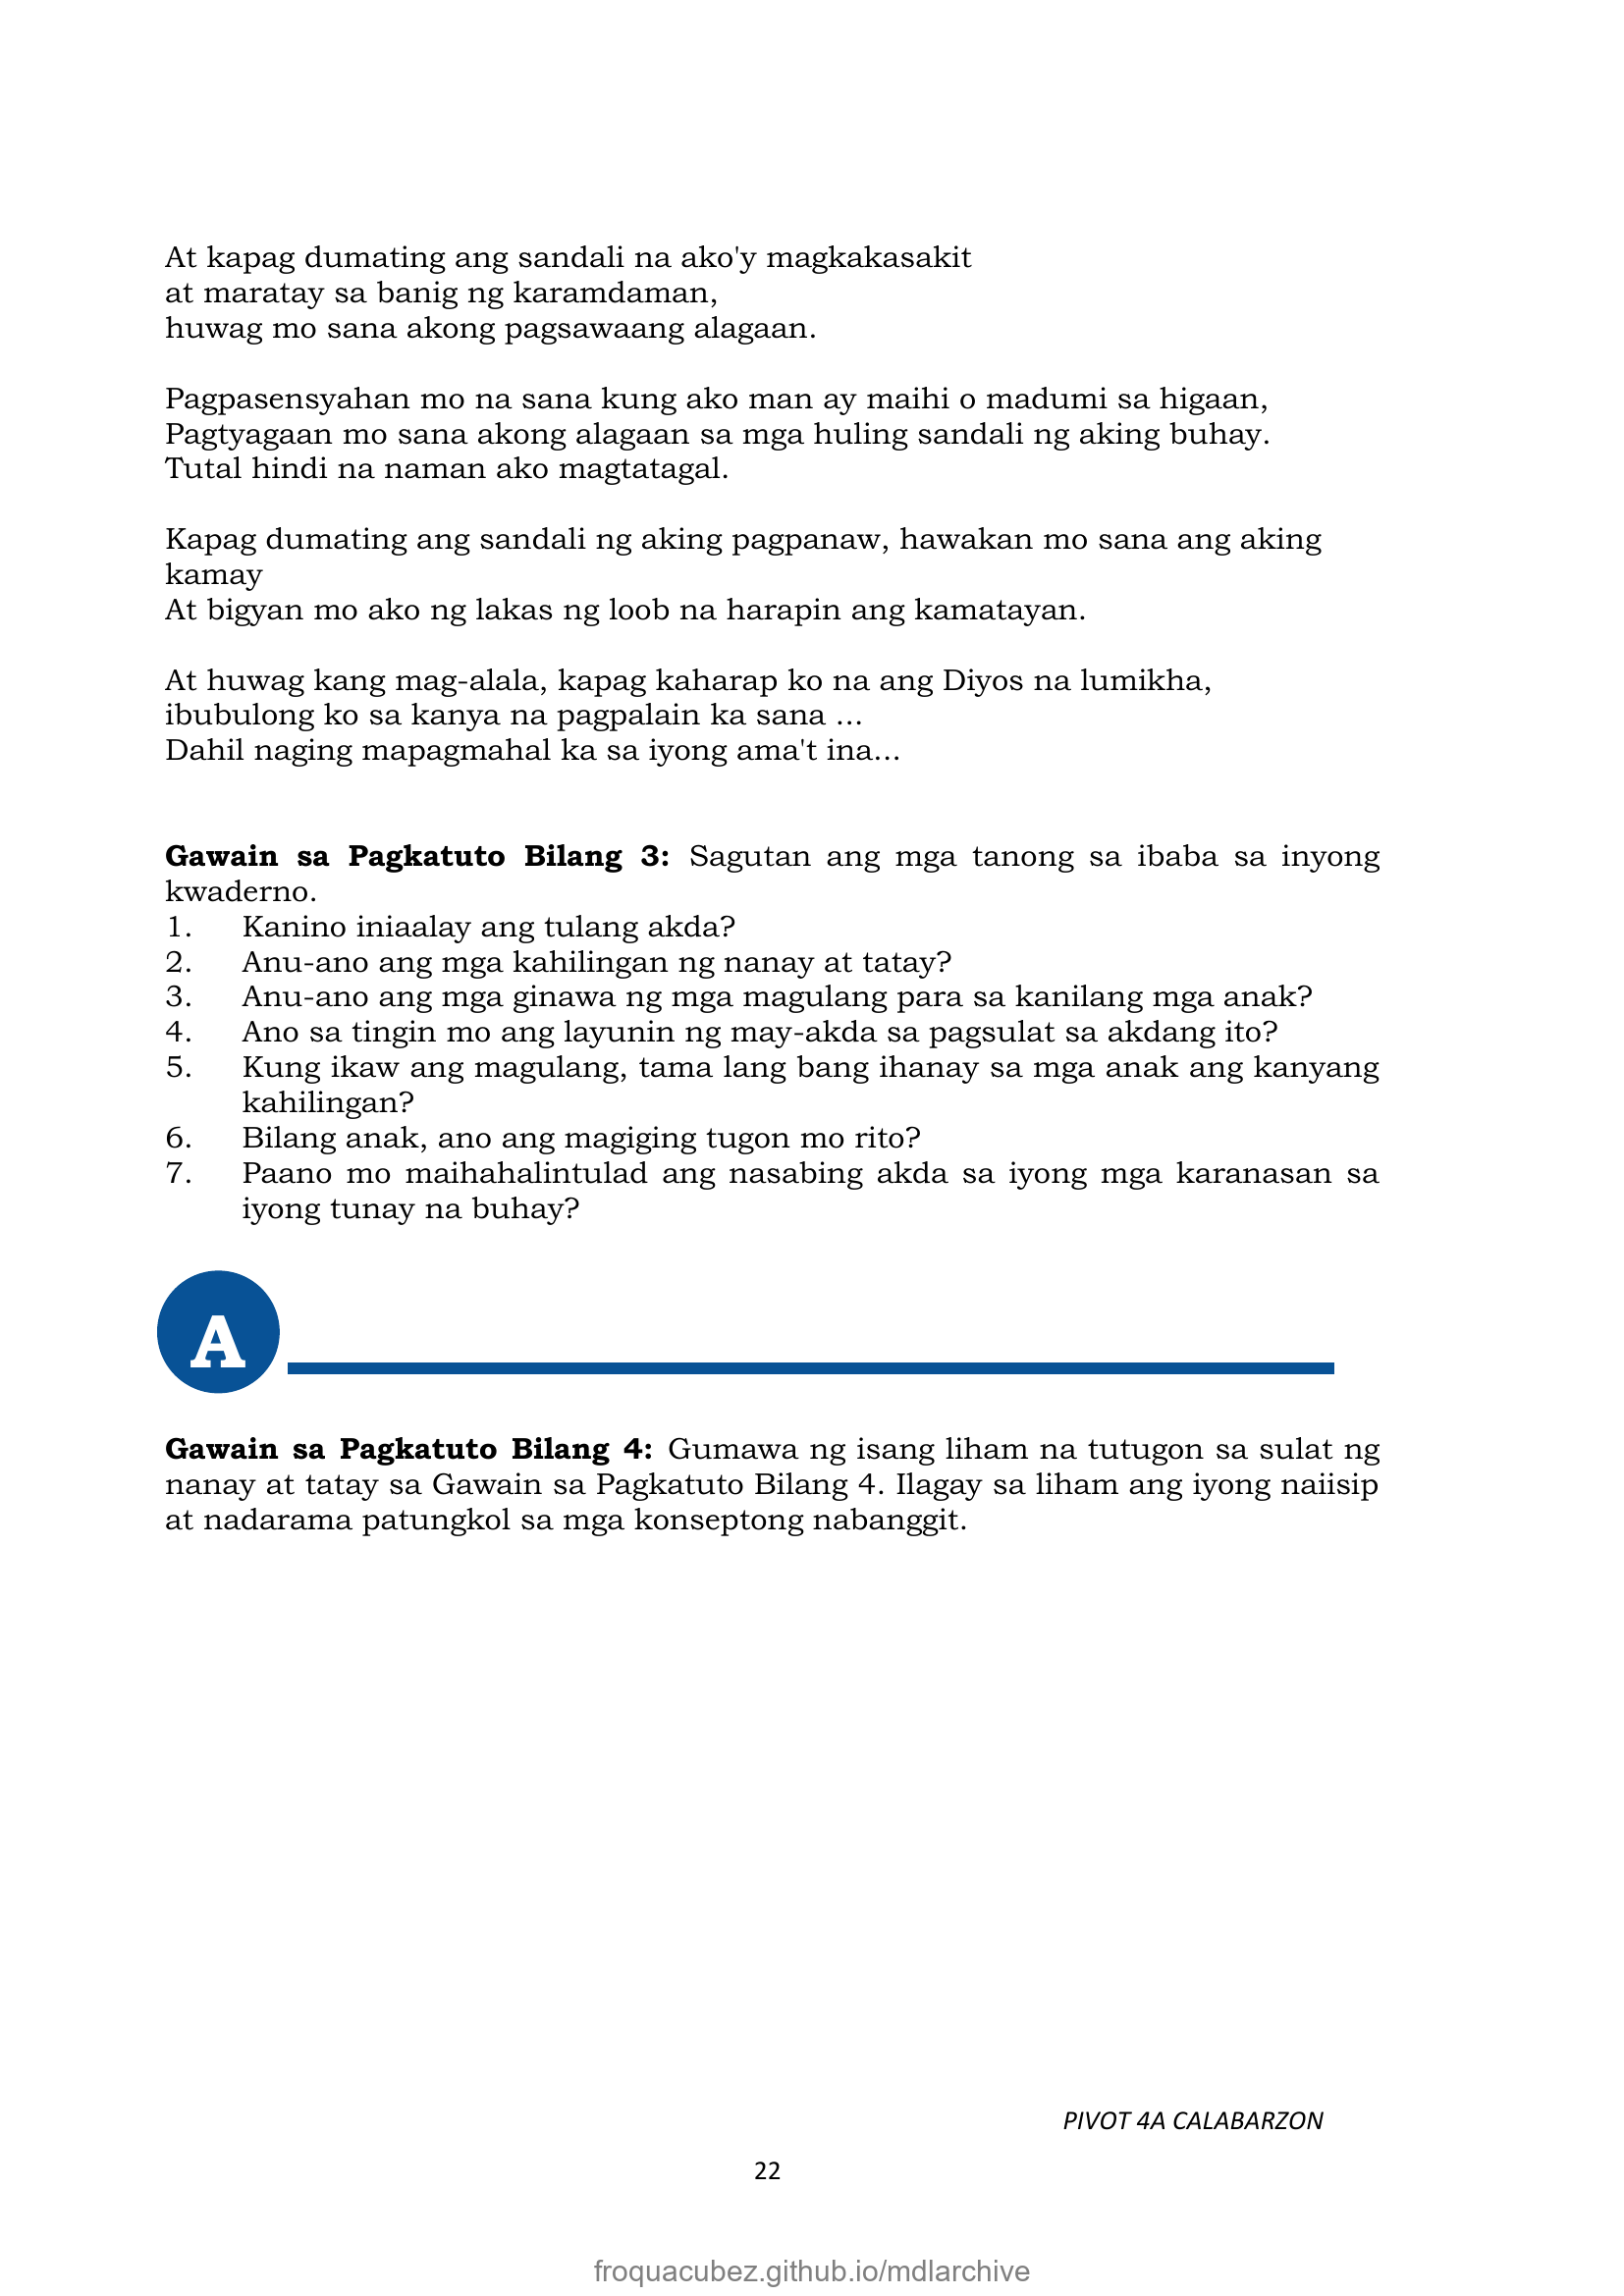 At kapag dumating ang sandali na ako'y magkakasakit
at maratay sa banig ng karamdaman,
huwag mo sana akong pagsawaang alagaan.
Pagpasensyahan mo na sana kung ako man ay maihi o madumi sa higaan,
Pagtyagaan mo sana akong alagaan sa mga huling sandali ng aking buhay.
Tutal hindi na naman ako magtatagal.
Kapag dumating ang sandali ng aking pagpanaw, hawakan mo sana ang aking
kamay
At bigyan mo ako ng lakas ng loob na harapin ang kamatayan.
At huwag kang mag-alala, kapag kaharap ko na ang Diyos na lumikha,
ibubulong ko sa kanya na pagpalain ka sana ...
Dahil naging mapagmahal ka sa iyong ama't ina...
Gawain sa Pagkatuto Bilang 3: Sagutan ang mga tanong sa ibaba sa inyong
kwaderno.
1. Kanino iniaalay ang tulang akda?
2. Anu-ano ang mga kahilingan ng nanay at tatay?
3. Anu-ano ang mga ginawa ng mga magulang para sa kanilang mga anak?
4. Ano sa tingin mo ang layunin ng may-akda sa pagsulat sa akdang ito?
5. Kung ikaw ang magulang, tama lang bang ihanay sa mga anak ang kanyang
kahilingan?
6. Bilang anak, ano ang magiging tugon mo rito?
7. Paano mo maihahalintulad ang nasabing akda sa iyong mga karanasan sa
iyong tunay na buhay?
A
Gawain sa Pagkatuto Bilang 4: Gumawa ng isang liham na tutugon sa sulat ng
nanay at tatay sa Gawain sa Pagkatuto Bilang 4. Ilagay sa liham ang iyong naiisip
at nadarama patungkol sa mga konseptong nabanggit.
PIVOT 4A CALABARZON
22
froquacubez.github.io/mdlarchive